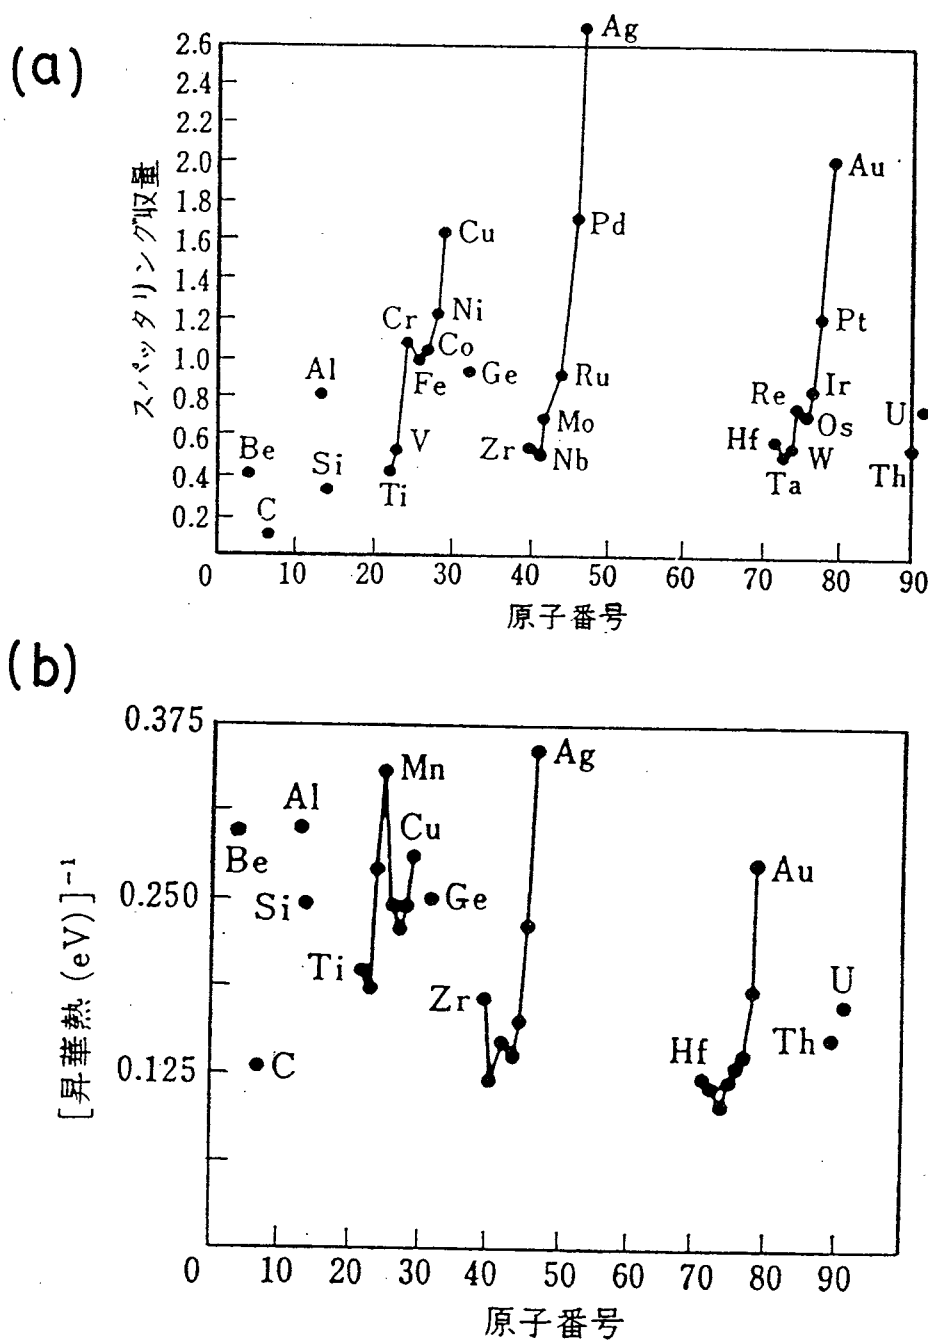 (a)
スパッタリング収量
2.6
2.4
2.2
2.0
1.8
1.6
1.4
1.2
1.0
0.8
0.6
0.4
0.2
Ag
Au
Pd
Cu
Ni
Cr
Co
Fe
Ge
Al
Ru
Pt
Re
Ir
Os
U
Be
Si
V
Zr
Mo
Nb
Hf
W
Ta
Th
C
Ti
0 10 20 30 40 50 60 70 80 90
原子番号
(b)
[昇華熱 (eV)]⁻¹
0.375
0.250
0.125
Mn
Ag
Al
Cu
Be
Au
Si
Ge
Ti
Zr
U
Th
Hf
C
0 10 20 30 40 50 60 70 80 90
原子番号